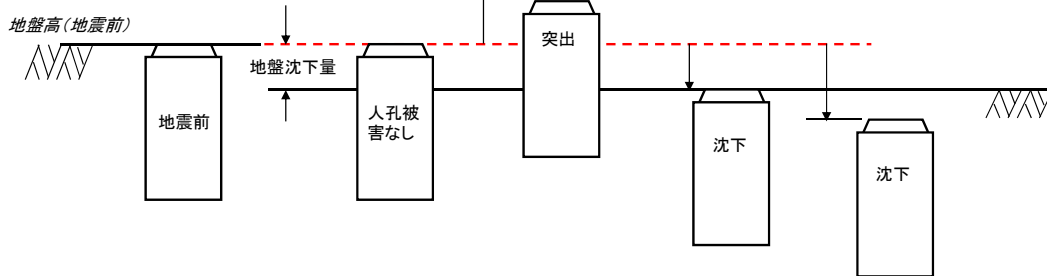 地盤高(地震前)
突出
地盤沈下量
地震前
人孔被
害なし
沈下
沈下